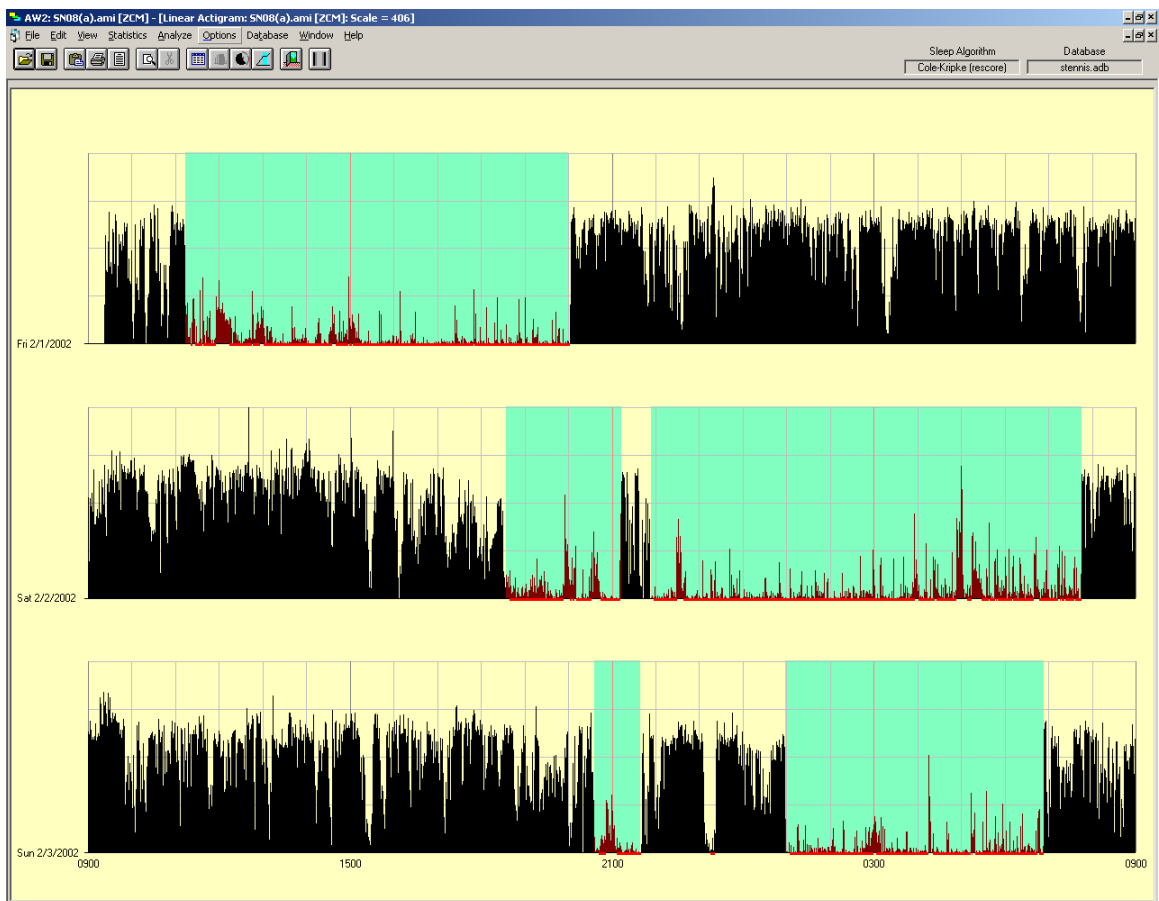 AW2: SN08(a).ami [ZCM] - [Linear Actigram: SN08(a).ami [ZCM]: Scale = 406]
File Edit View Statistics Analyze Options Database Window Help
Sleep Algorithm Database
Cole-Kripke (rescore) stennis.adb
Fri 2/1/2002
Sat 2/2/2002
Sun 2/3/2002
0900 1500 2100 0300 0900